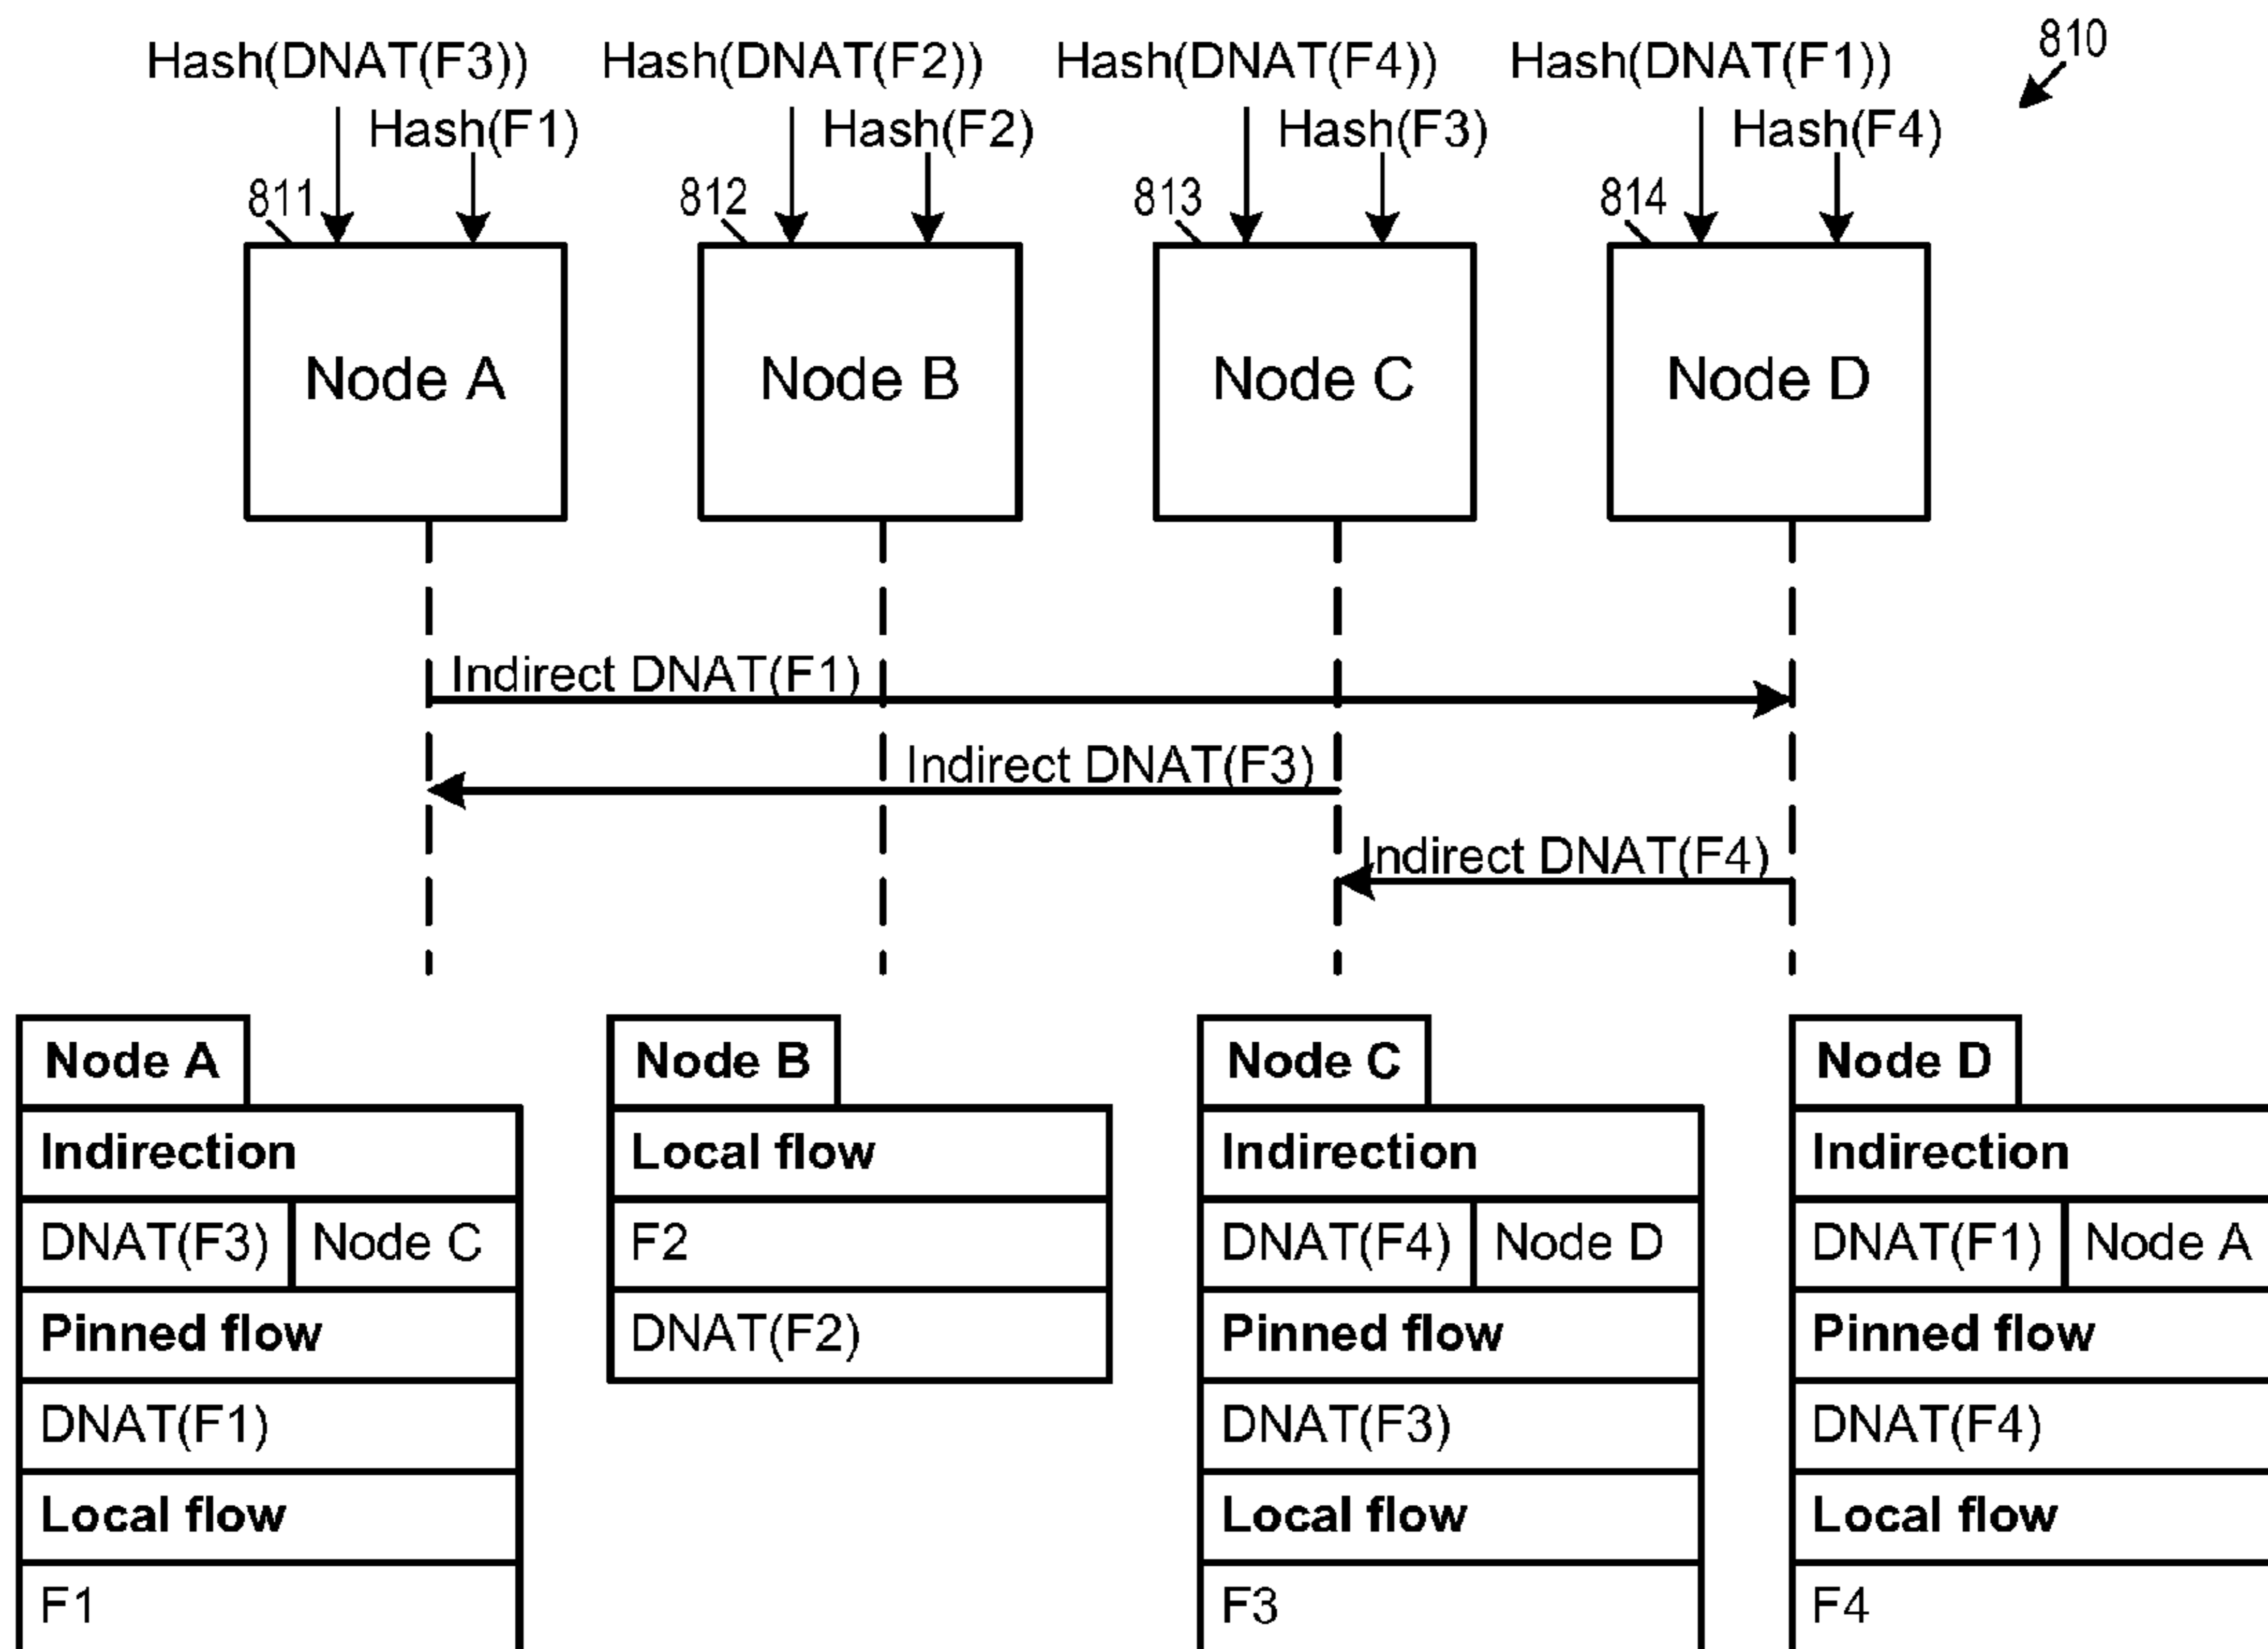 810
Hash(DNAT(F3)) Hash(DNAT(F2)) Hash(DNAT(F4)) Hash(DNAT(F1))
Hash(F1) Hash(F2) Hash(F3) Hash(F4)
811 812 813 814
Node A Node B Node C Node D
Indirect DNAT(F1)
Indirect DNAT(F3)
Indirect DNAT(F4)
Node A
Indirection
DNAT(F3) Node C
Pinned flow
DNAT(F1)
Local flow
F1
Node B
Local flow
F2
DNAT(F2)
Node C
Indirection
DNAT(F4) Node D
Pinned flow
DNAT(F3)
Local flow
F3
Node D
Indirection
DNAT(F1) Node A
Pinned flow
DNAT(F4)
Local flow
F4